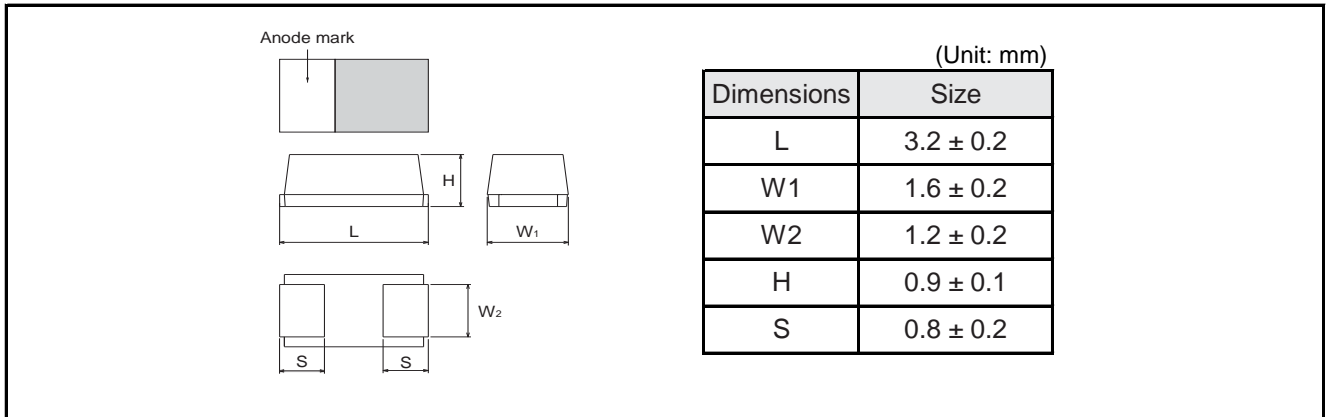 Anode mark
H
L
W1
W2
S
S
(Unit: mm)
Dimensions Size
L 3.2 ± 0.2
W1 1.6 ± 0.2
W2 1.2 ± 0.2
H 0.9 ± 0.1
S 0.8 ± 0.2